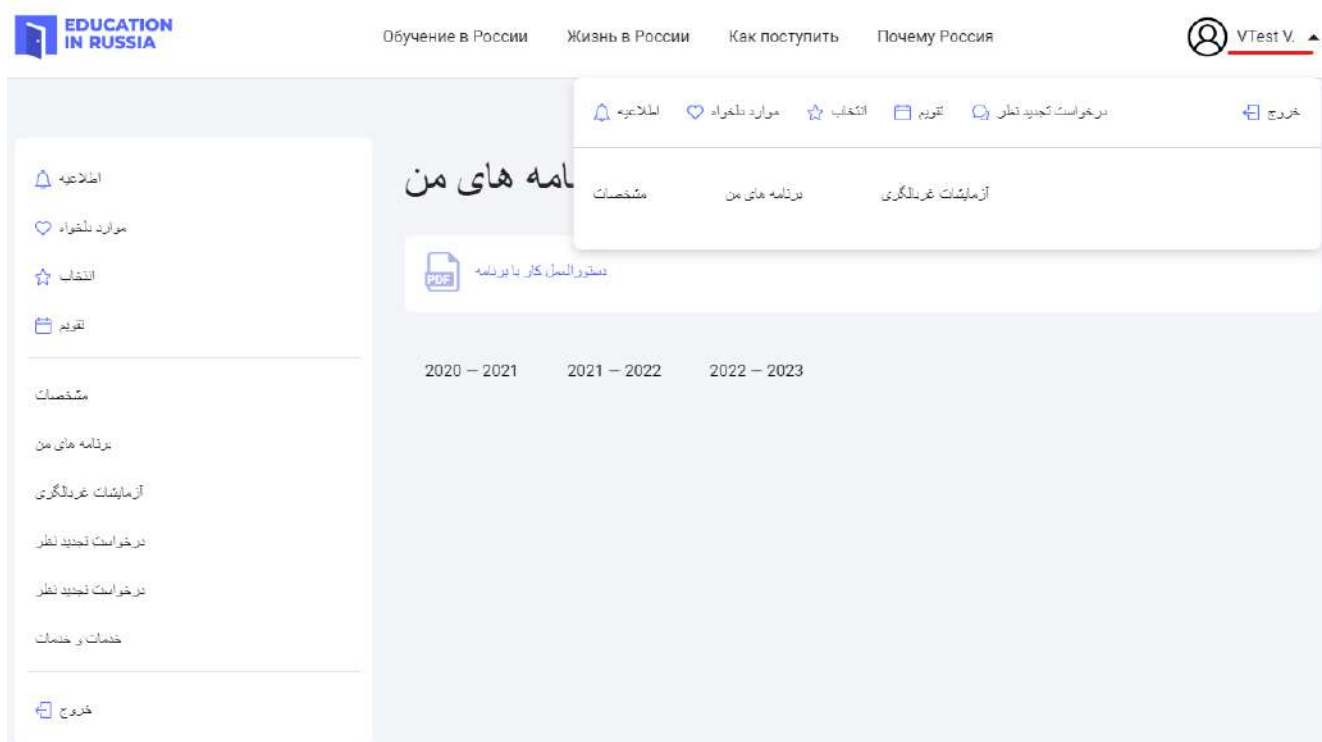 EDUCATION
IN RUSSIA
Обучение в России Жизнь в России Как поступить Почему Россия
VTest V.
اطلاعیه موارد دلخواه انتخاب تقویم درخواست تجدید نظر خروج
مشخصات برنامه های من آزمایشات غربالگری
اطلاعیه
موارد دلخواه
انتخاب
تقویم
مشخصات
برنامه های من
آزمایشات غربالگری
درخواست تجدید نظر
درخواست تجدید نظر
خدمات و خدمات
خروج
امه های من
PDF
دستورالعمل کار با برنامه
2020 — 2021 2021 — 2022 2022 — 2023